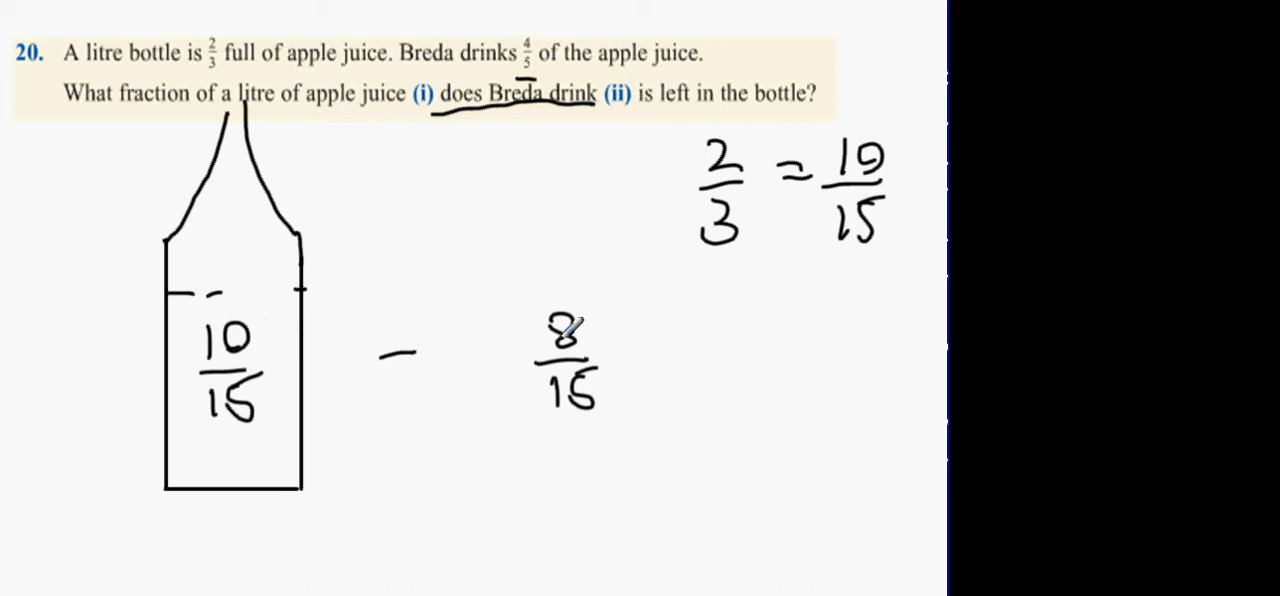 20. A litre bottle is 2/3 full of apple juice. Breda drinks 4/5 of the apple juice.
What fraction of a litre of apple juice (i) does Breda drink (ii) is left in the bottle?
2/3 = 10/15
10/15 - 8/15